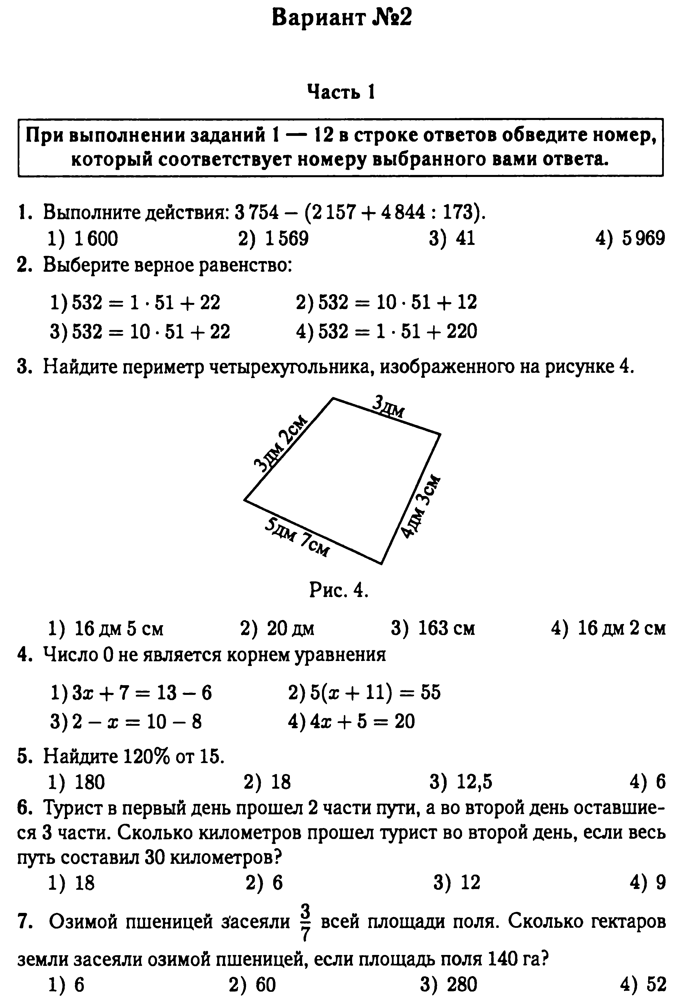 Вариант №2
Часть 1
При выполнении заданий 1 — 12 в строке ответов обведите номер,
который соответствует номеру выбранного вами ответа.
1. Выполните действия: 3 754 − (2 157 + 4 844 : 173).
1) 1 600 2) 1 569 3) 41 4) 5 969
2. Выберите верное равенство:
1) 532 = 1 · 51 + 22 2) 532 = 10 · 51 + 12
3) 532 = 10 · 51 + 22 4) 532 = 1 · 51 + 220
3. Найдите периметр четырехугольника, изображенного на рисунке 4.
3дм
3дм 2см
4дм 3см
5дм 7см
Рис. 4.
1) 16 дм 5 см 2) 20 дм 3) 163 см 4) 16 дм 2 см
4. Число 0 не является корнем уравнения
1) 3x + 7 = 13 − 6 2) 5(x + 11) = 55
3) 2 − x = 10 − 8 4) 4x + 5 = 20
5. Найдите 120% от 15.
1) 180 2) 18 3) 12,5 4) 6
6. Турист в первый день прошел 2 части пути, а во второй день оставшие-
ся 3 части. Сколько километров прошел турист во второй день, если весь
путь составил 30 километров?
1) 18 2) 6 3) 12 4) 9
7. Озимой пшеницей засеяли 3/7 всей площади поля. Сколько гектаров
земли засеяли озимой пшеницей, если площадь поля 140 га?
1) 6 2) 60 3) 280 4) 52